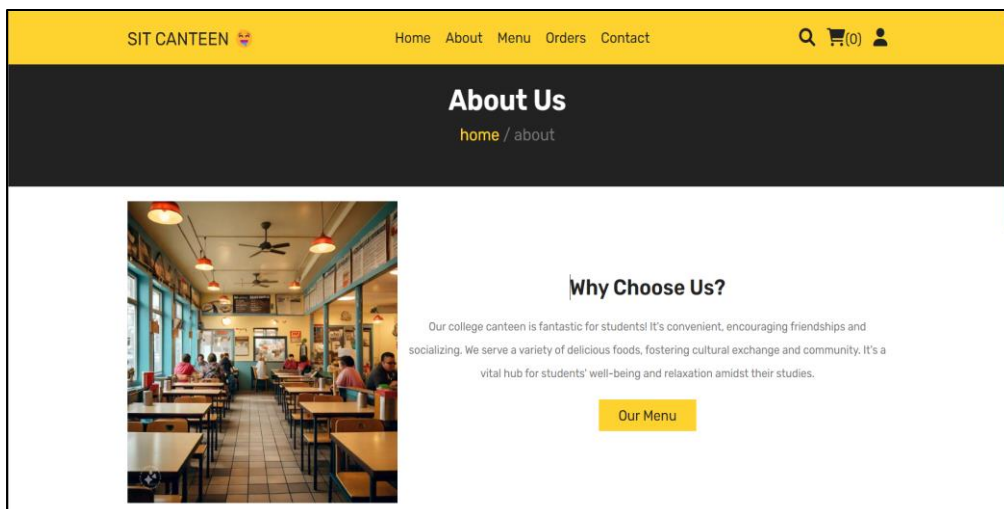 SIT CANTEEN 😝
Home About Menu Orders Contact
(0)
About Us
home / about
Why Choose Us?
Our college canteen is fantastic for students! It's convenient, encouraging friendships and
socializing. We serve a variety of delicious foods, fostering cultural exchange and community. It's a
vital hub for students' well-being and relaxation amidst their studies.
Our Menu